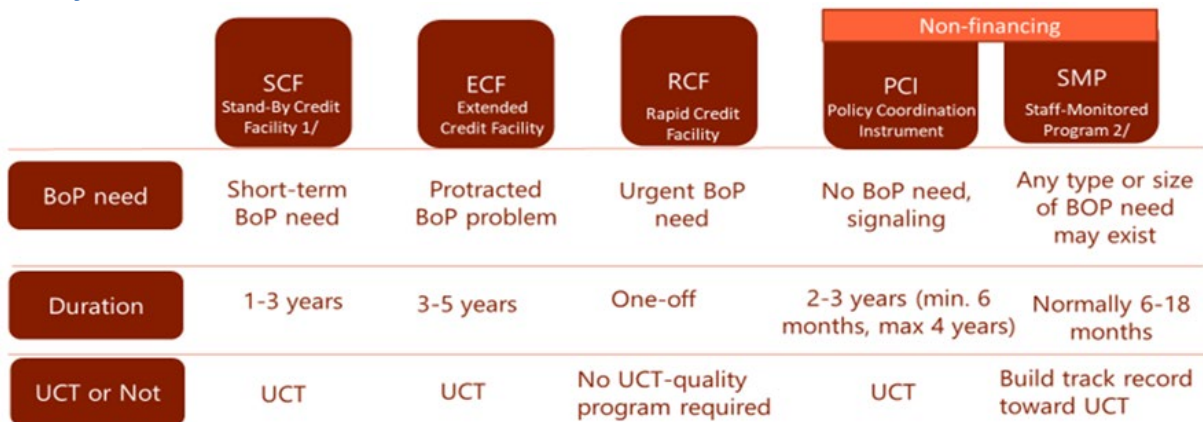 Non-financing
SCF
Stand-By Credit
Facility 1/
ECF
Extended
Credit Facility
RCF
Rapid Credit
Facility
PCI
Policy Coordination
Instrument
SMP
Staff-Monitored
Program 2/
BoP need
Short-term
BoP need
Protracted
BoP problem
Urgent BoP
need
No BoP need,
signaling
Any type or size
of BOP need
may exist
Duration
1-3 years
3-5 years
One-off
2-3 years (min. 6
months, max 4 years)
Normally 6-18
months
UCT or Not
UCT
UCT
No UCT-quality
program required
UCT
Build track record
toward UCT